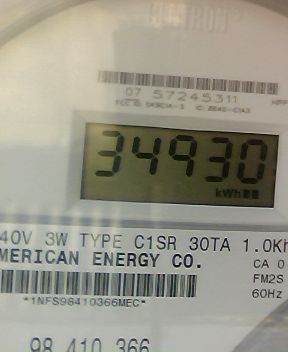 07 57245311
34930
kWh
40V 3W TYPE C1SR 30TA 1.0Kh
MERICAN ENERGY CO. CA 0
FM2S
60Hz
*1NFS98410366MEC*
98 410 366